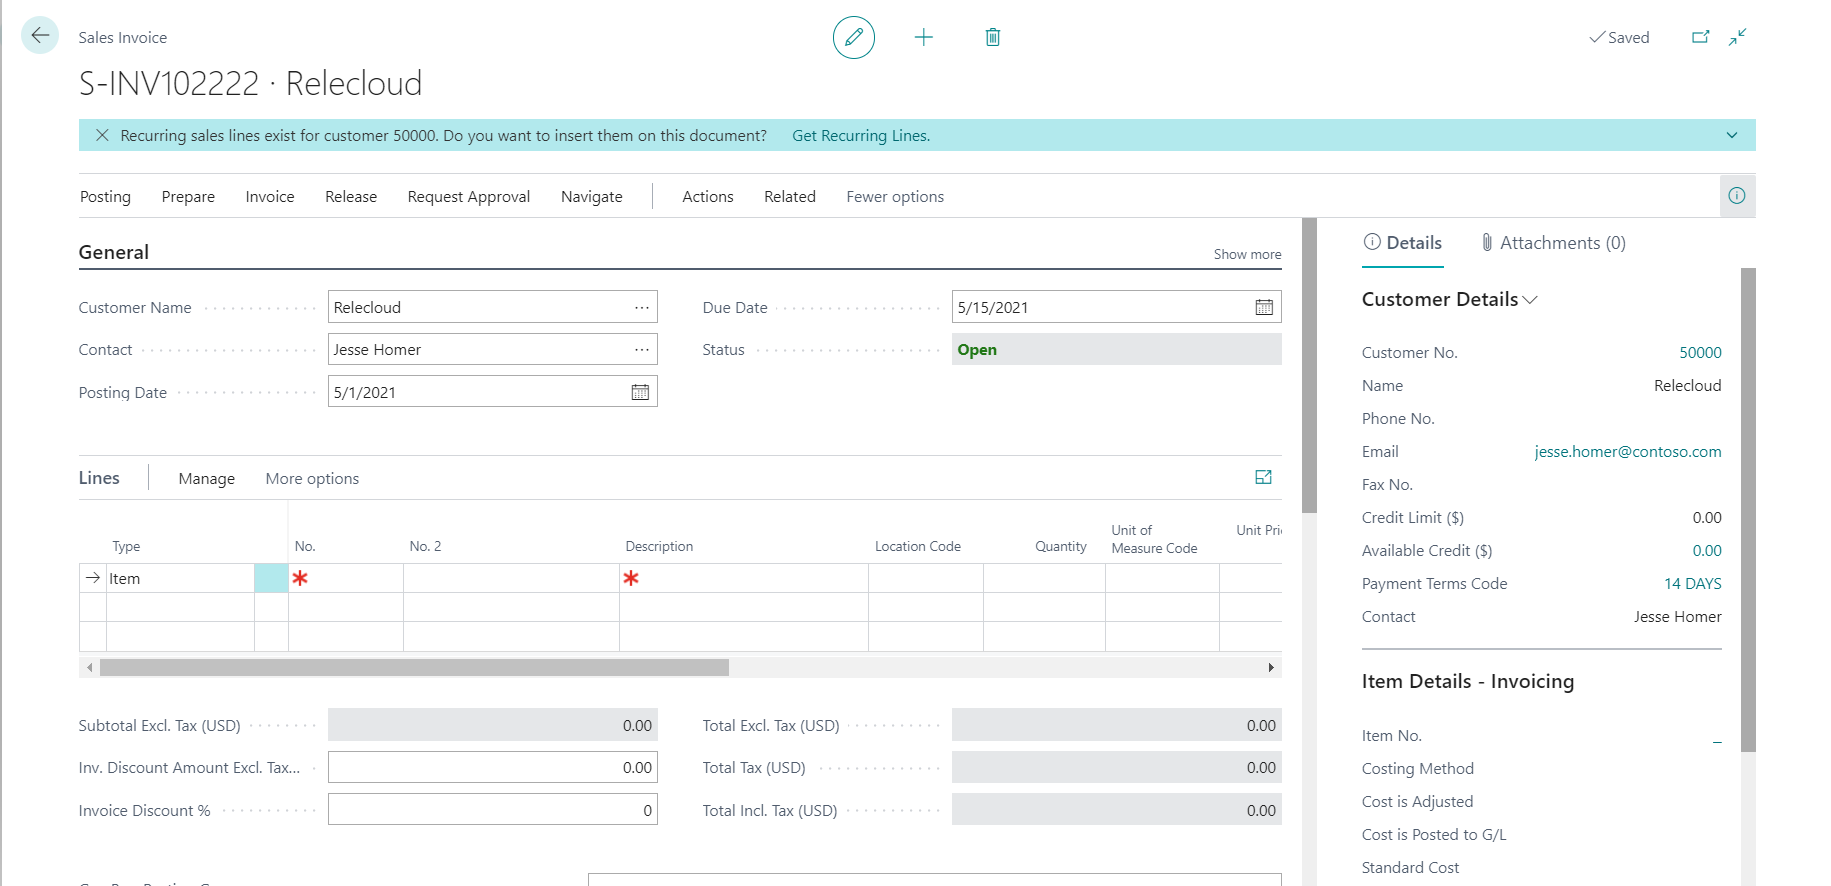 Sales Invoice
Saved
S-INV102222 · Relecloud
Recurring sales lines exist for customer 50000. Do you want to insert them on this document? Get Recurring Lines.
Posting Prepare Invoice Release Request Approval Navigate Actions Related Fewer options
General
Show more
Customer Name Relecloud
Contact Jesse Homer
Posting Date 5/1/2021
Due Date 5/15/2021
Status Open
Lines Manage More options
Type No. No. 2 Description Location Code Quantity Unit of Measure Code Unit Pri
Item * *
Subtotal Excl. Tax (USD) 0.00
Inv. Discount Amount Excl. Tax... 0.00
Invoice Discount % 0
Total Excl. Tax (USD) 0.00
Total Tax (USD) 0.00
Total Incl. Tax (USD) 0.00
Details Attachments (0)
Customer Details
Customer No. 50000
Name Relecloud
Phone No.
Email jesse.homer@contoso.com
Fax No.
Credit Limit ($) 0.00
Available Credit ($) 0.00
Payment Terms Code 14 DAYS
Contact Jesse Homer
Item Details - Invoicing
Item No. _
Costing Method
Cost is Adjusted
Cost is Posted to G/L
Standard Cost